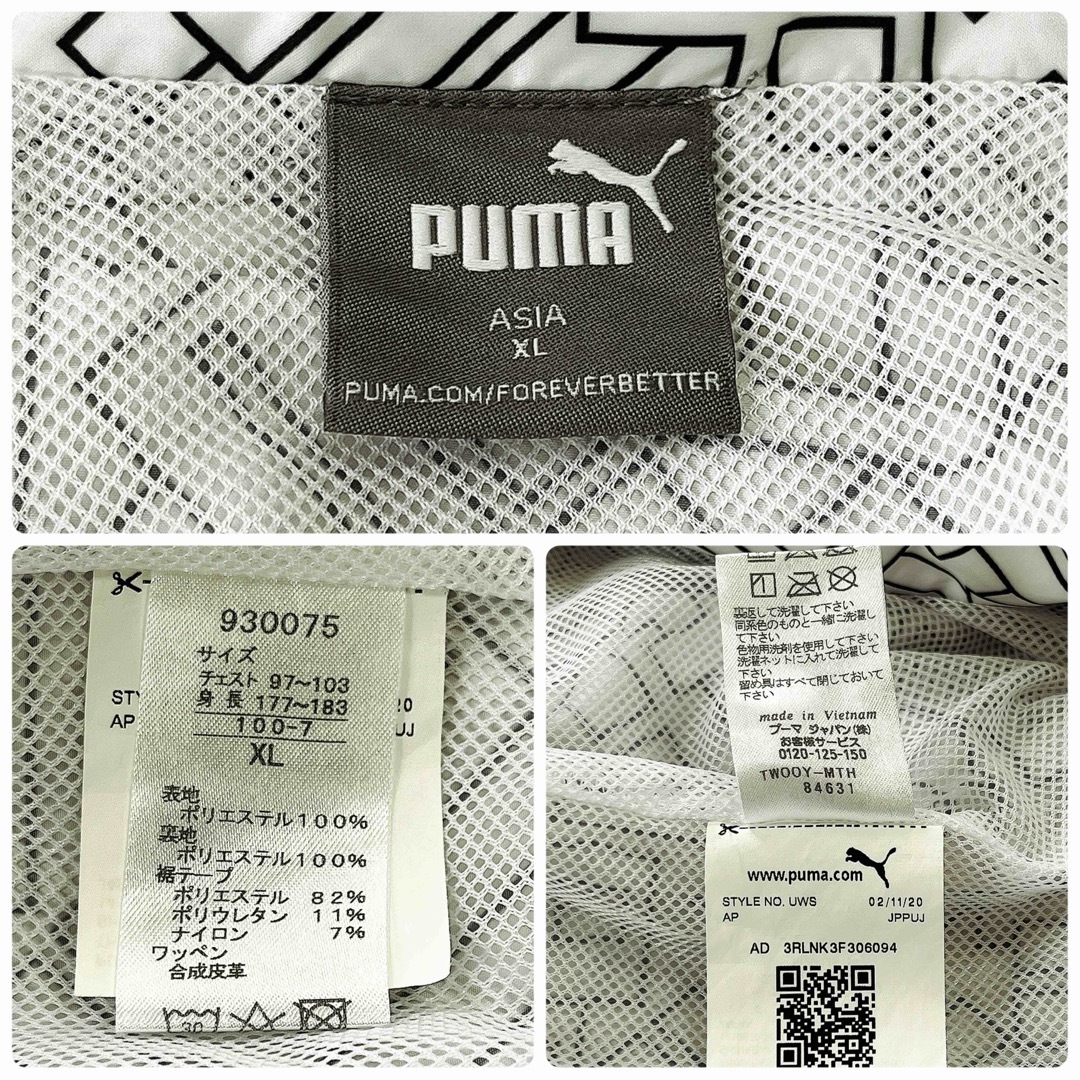 PUMA
ASIA
XL
PUMA.COM/FOREVERBETTER
930075
サイズ
チェスト 97～103
身長 177～183
100-7
XL
表地
ポリエステル100%
裏地
ポリエステル100%
裾テープ
ポリエステル 82%
ポリウレタン 11%
ナイロン 7%
ワッペン
合成皮革
30
STY
AP
20
UJ
裏返して洗濯して下さい
同系色のものと一緒に洗濯し
て下さい
色物用洗剤を使用して下さい
洗濯ネットに入れて洗濯して
下さい
留め具はすべて閉じておいて
下さい
made in Vietnam
プーマ ジャパン(株)
お客様サービス
0120-125-150
TWOOY-MTH
84631
www.puma.com
STYLE NO. UWS 02/11/20
AP JPPUJ
AD 3RLNK3F306094